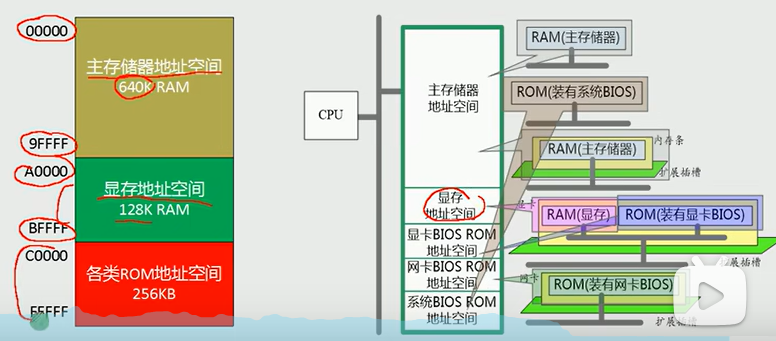 00000
主存储器地址空间
640K RAM
9FFFF
A0000
显存地址空间
128K RAM
BFFFF
C0000
各类ROM地址空间
256KB
FFFFF
CPU
主存储器
地址空间
显存
地址空间
显卡BIOS ROM
地址空间
网卡BIOS ROM
地址空间
系统BIOS ROM
地址空间
RAM(主存储器)
ROM(装有系统BIOS)
内存条
RAM(主存储器)
扩展插槽
显卡
RAM(显存)
ROM(装有显卡BIOS)
扩展插槽
网卡
ROM(装有网卡BIOS)
扩展插槽